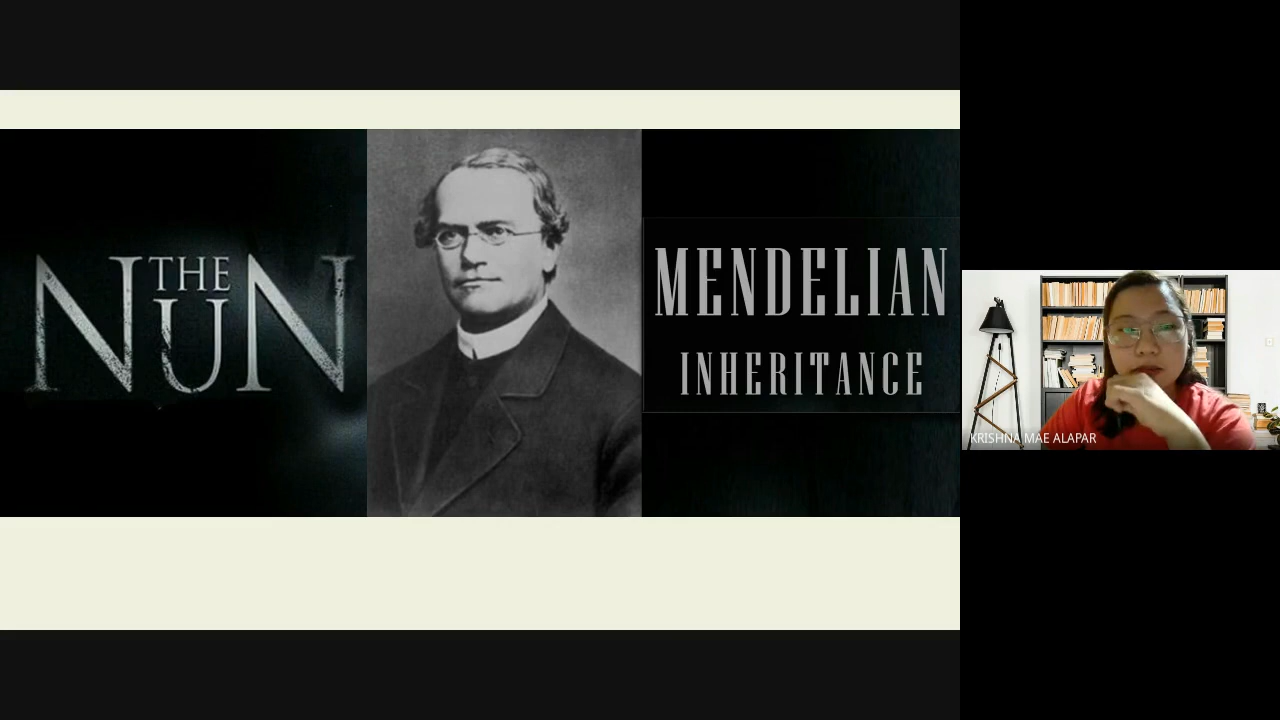 THE
NUN
MENDELIAN
INHERITANCE
KRISHNA MAE ALAPAR